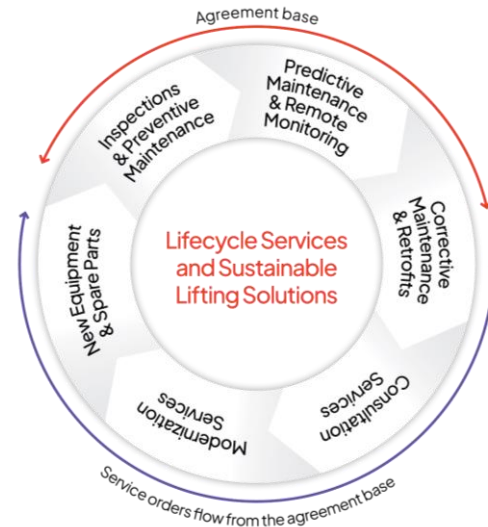 Agreement base
Inspections
& Preventive
Maintenance
Predictive
Maintenance
& Remote
Monitoring
Corrective
Maintenance
& Retrofits
Consultation
Services
Modernization
Services
New Equipment
& Spare Parts
Lifecycle Services
and Sustainable
Lifting Solutions
Service orders flow from the agreement base